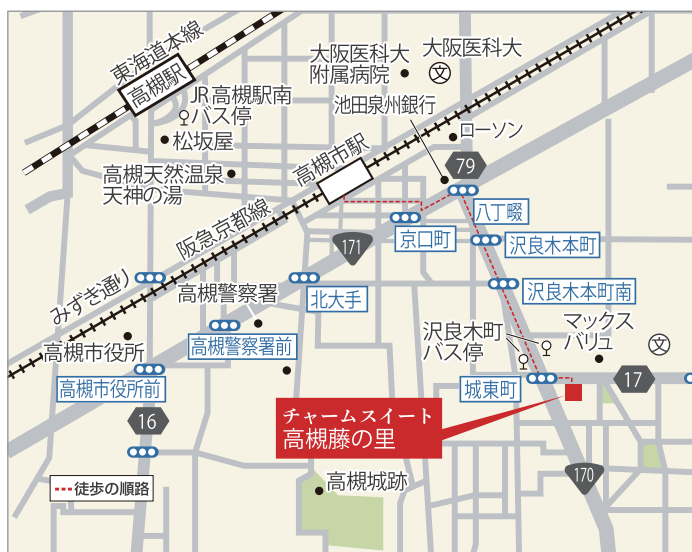 東海道本線
高槻駅
JR高槻駅南
バス停
松坂屋
高槻天然温泉
天神の湯
大阪医科大
附属病院
大阪医科大
文
池田泉州銀行
ローソン
高槻市駅
79
八丁畷
阪急京都線
171
京口町
沢良木本町
みずき通り
高槻警察署
北大手
沢良木本町南
高槻市役所
高槻警察署前
沢良木町
バス停
マックス
バリュ
文
高槻市役所前
城東町
17
16
チャームスイート
高槻藤の里
170
高槻城跡
徒歩の順路